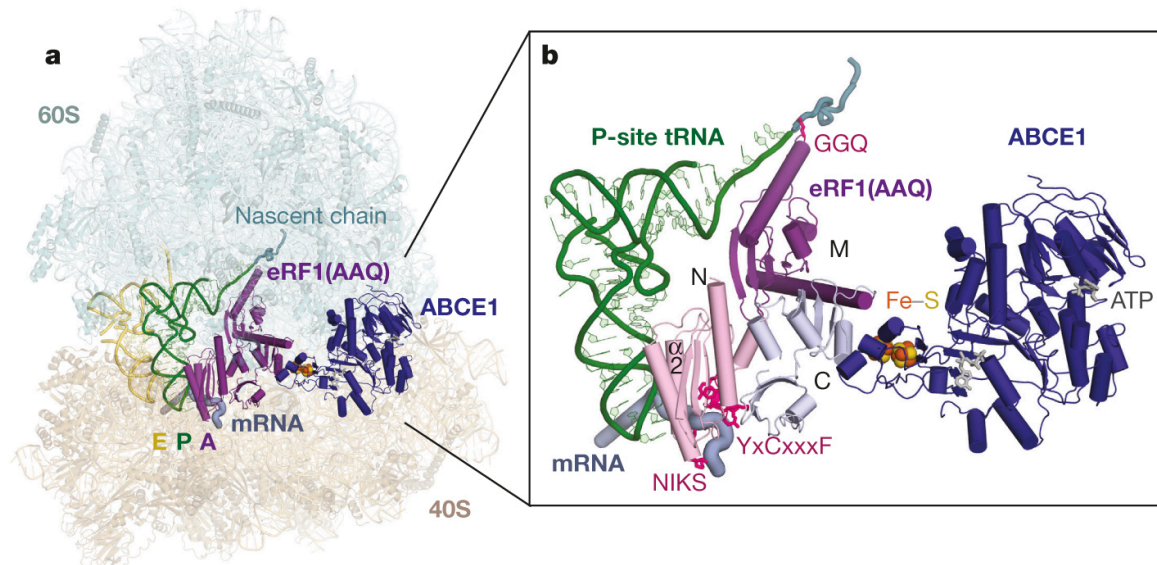 a
60S
Nascent chain
eRF1(AAQ)
ABCE1
mRNA
E P A
40S
b
P-site tRNA
GGQ
ABCE1
eRF1(AAQ)
M
N
Fe–S
ATP
α
2
C
mRNA
YxCxxxF
NIKS